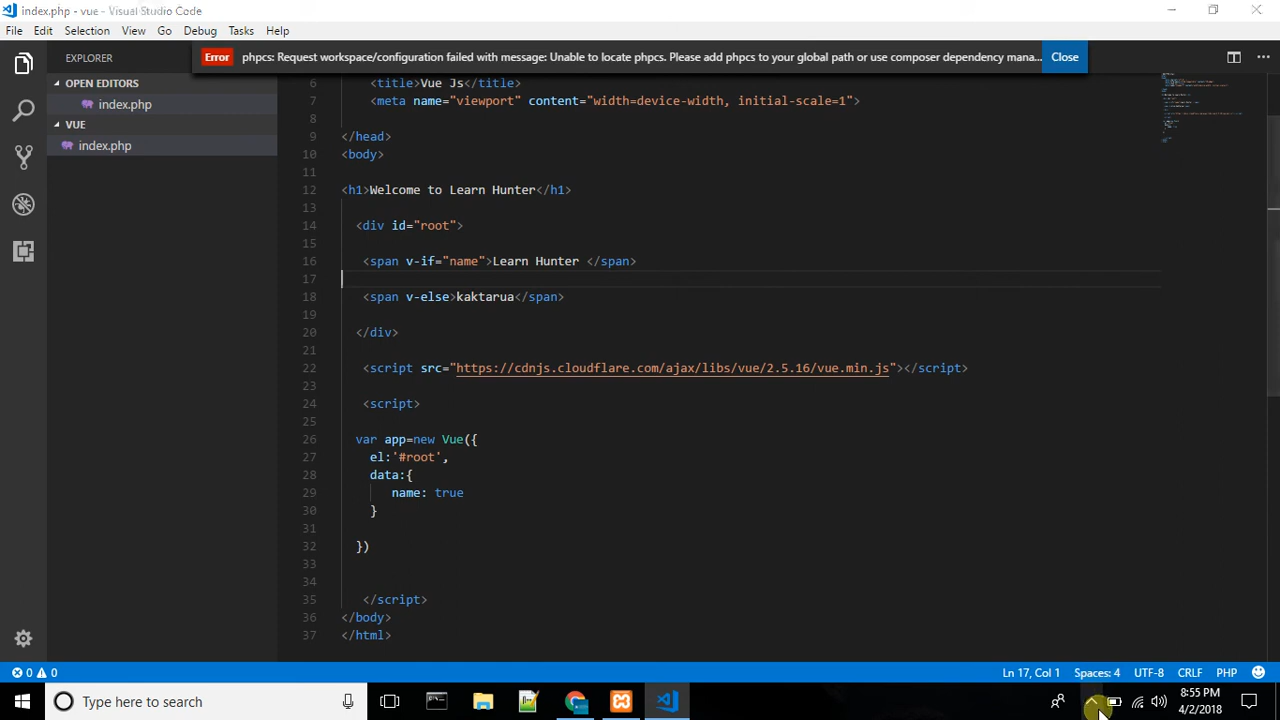 index.php - vue - Visual Studio Code
File Edit Selection View Go Debug Tasks Help
EXPLORER
Error phpcs: Request workspace/configuration failed with message: Unable to locate phpcs. Please add phpcs to your global path or use composer dependency mana... Close
OPEN EDITORS
index.php
VUE
index.php
6 <title>Vue Js</title>
7 <meta name="viewport" content="width=device-width, initial-scale=1">
8
9 </head>
10 <body>
11
12 <h1>Welcome to Learn Hunter</h1>
13
14 <div id="root">
15
16 <span v-if="name">Learn Hunter </span>
17
18 <span v-else>kaktarua</span>
19
20 </div>
21
22 <script src="https://cdnjs.cloudflare.com/ajax/libs/vue/2.5.16/vue.min.js"></script>
23
24 <script>
25
26 var app=new Vue({
27 el:'#root',
28 data:{
29 name: true
30 }
31
32 })
33
34
35 </script>
36 </body>
37 </html>
0 0
Ln 17, Col 1 Spaces: 4 UTF-8 CRLF PHP
Type here to search
8:55 PM
4/2/2018